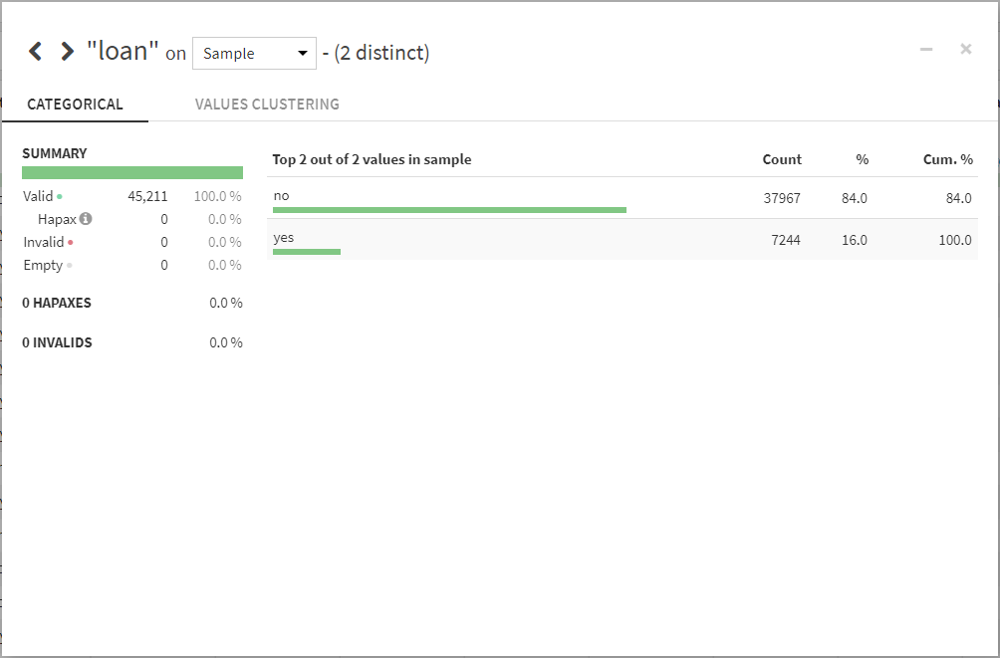 "loan" on Sample - (2 distinct)
CATEGORICAL VALUES CLUSTERING
SUMMARY
Valid 45,211 100.0 %
Hapax 0 0.0 %
Invalid 0 0.0 %
Empty 0 0.0 %
0 HAPAXES 0.0 %
0 INVALIDS 0.0 %
Top 2 out of 2 values in sample Count % Cum. %
no 37967 84.0 84.0
yes 7244 16.0 100.0